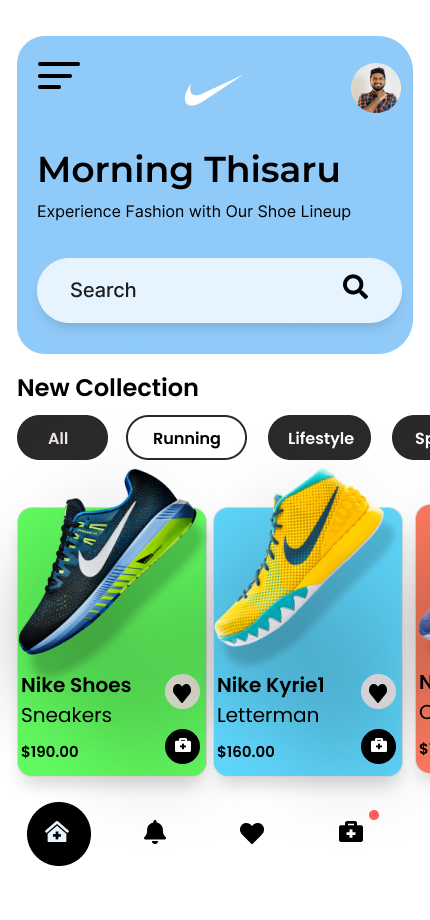 Morning Thisaru
Experience Fashion with Our Shoe Lineup
Search
New Collection
All Running Lifestyle Sp
Nike Shoes
Sneakers
$190.00
Nike Kyrie1
Letterman
$160.00
N
$